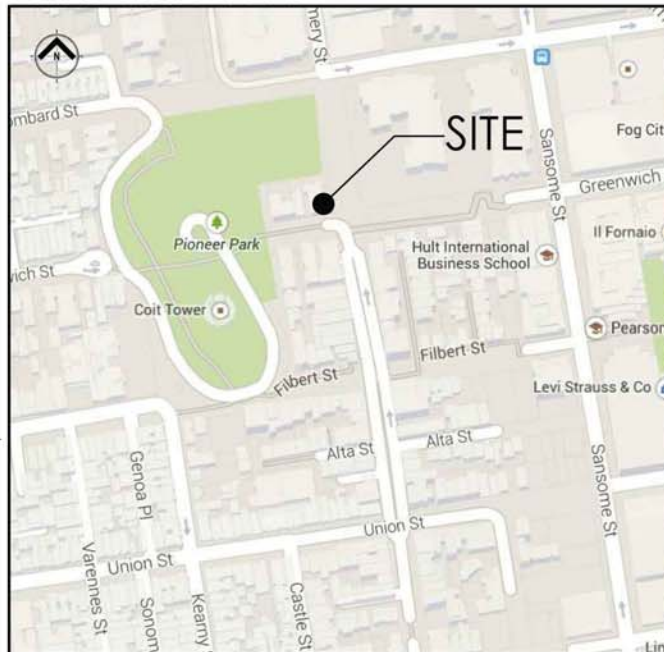 N
mery St.
ombard St
SITE
Fog Cit
Sansome St
Greenwich
Pioneer Park
Hult International
Business School
Il Fornaio
wich St
Coit Tower
Pearson
Filbert St
Filbert St
Levi Strauss & Co
Alta St
Alta St
Sansome St
Genoa Pl
Union St
Union St
Varennes St
Sonom
Kearny
Castle St
Lin